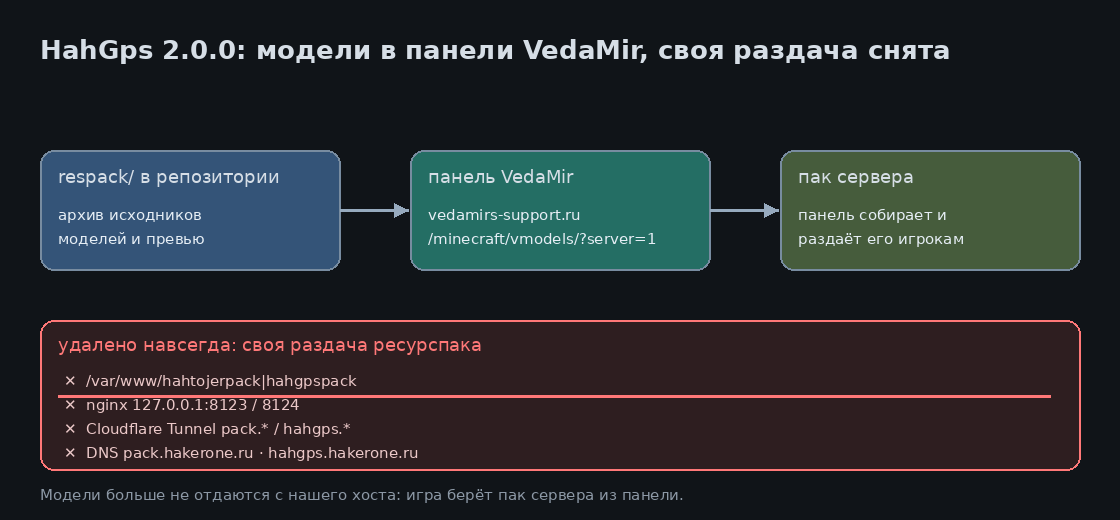 HahGps 2.0.0: модели в панели VedaMir, своя раздача снята
respack/ в репозитории
архив исходников
моделей и превью
панель VedaMir
vedamirs-support.ru
/minecraft/vmodels/?server=1
пак сервера
панель собирает и
раздаёт его игрокам
удалено навсегда: своя раздача ресурспака
✕ /var/www/hahtojerpack|hahgpspack
✕ nginx 127.0.0.1:8123 / 8124
✕ Cloudflare Tunnel pack.* / hahgps.*
✕ DNS pack.hakerone.ru · hahgps.hakerone.ru
Модели больше не отдаются с нашего хоста: игра берёт пак сервера из панели.